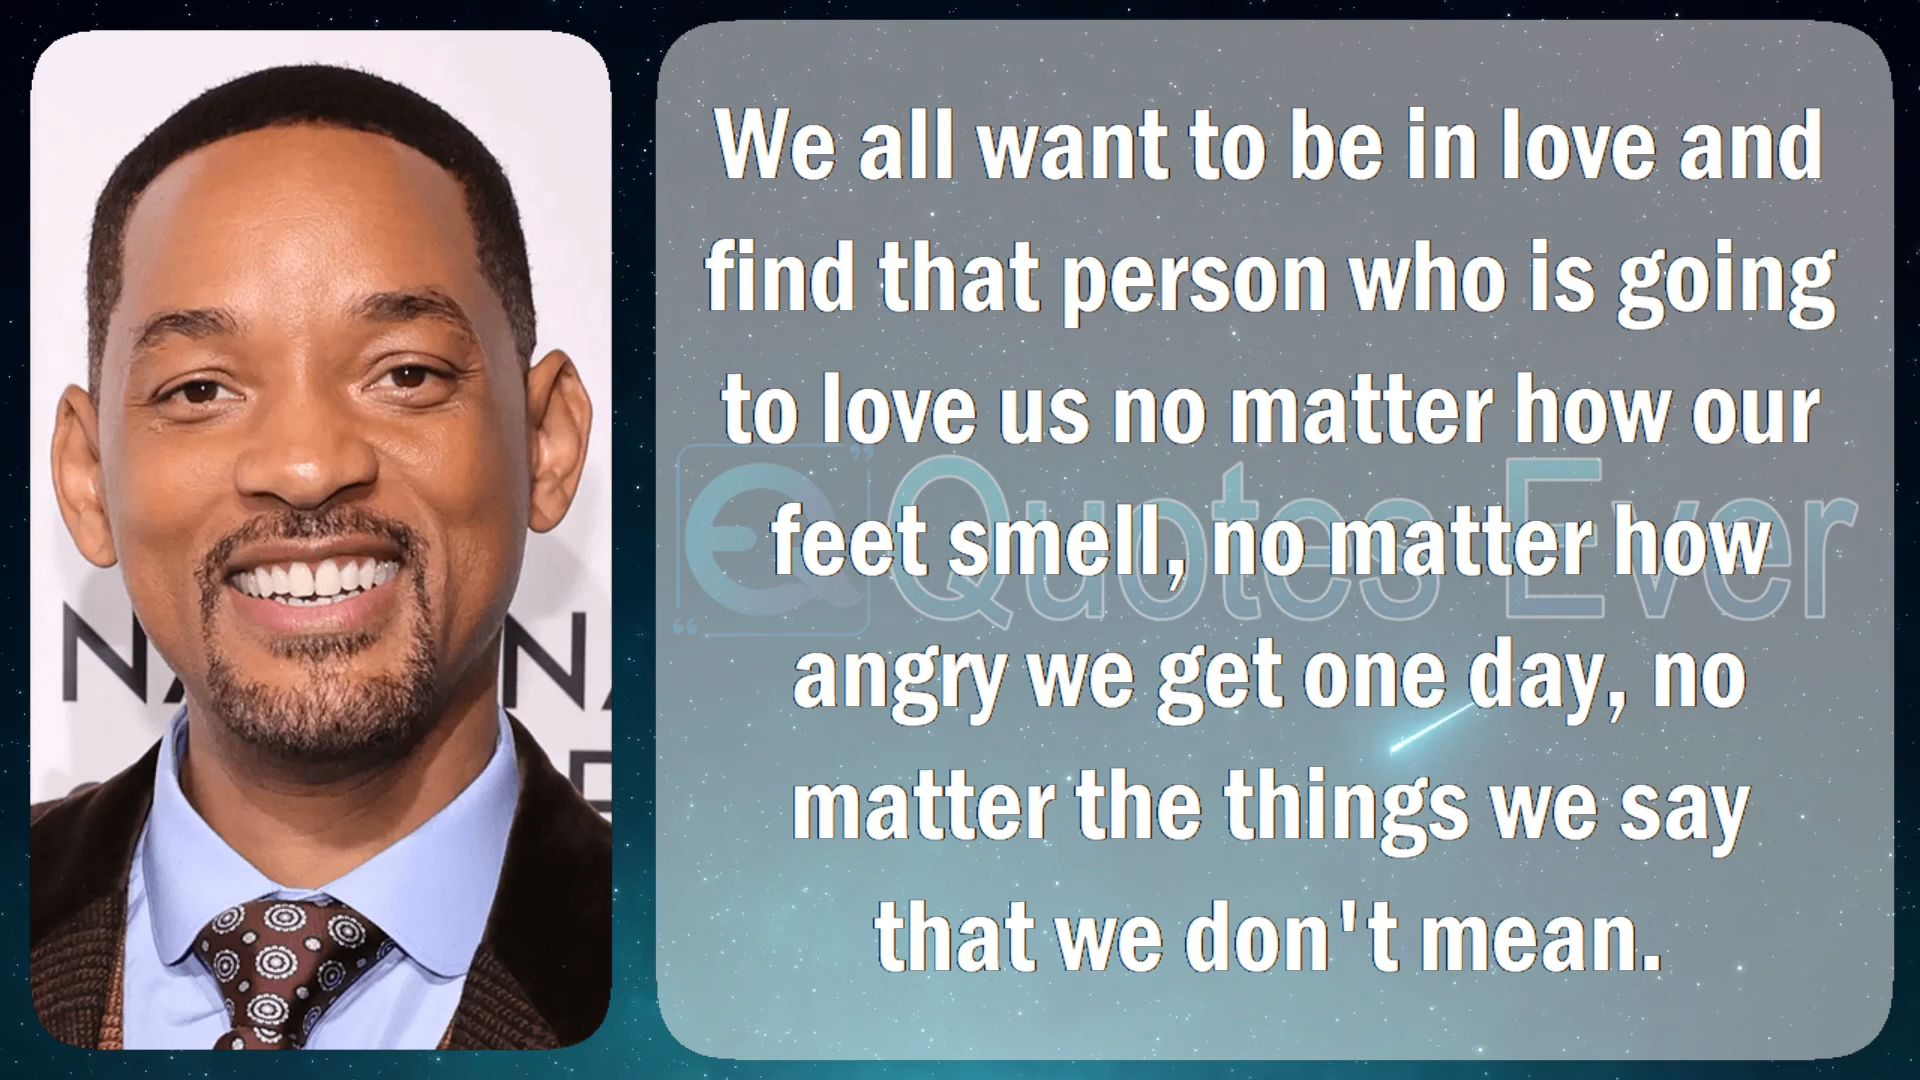 We all want to be in love and
find that person who is going
to love us no matter how our
feet smell, no matter how
angry we get one day, no
matter the things we say
that we don't mean.
Quotes Ever